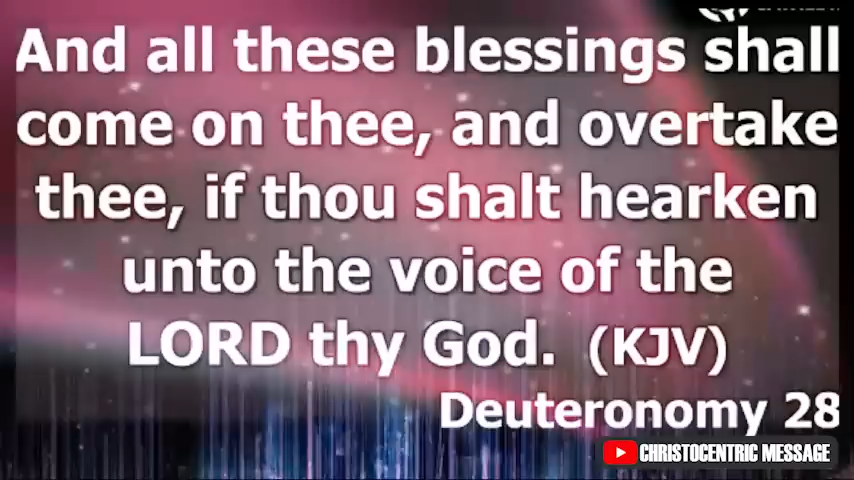 And all these blessings shall
come on thee, and overtake
thee, if thou shalt hearken
unto the voice of the
LORD thy God. (KJV)
Deuteronomy 28
CHRISTOCENTRIC MESSAGE